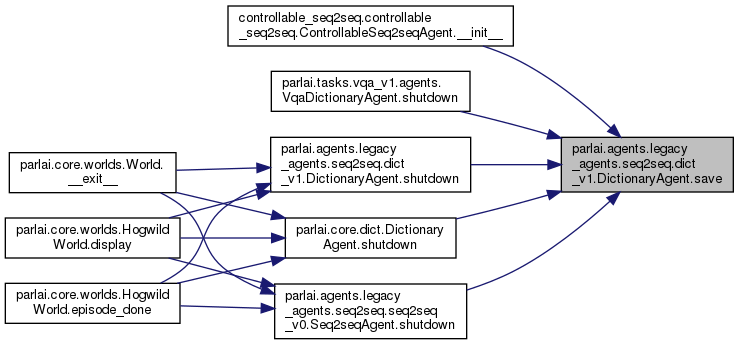 controllable_seq2seq.controllable
_seq2seq.ControllableSeq2seqAgent.__init__
parlai.tasks.vqa_v1.agents.
VqaDictionaryAgent.shutdown
parlai.agents.legacy
_agents.seq2seq.dict
_v1.DictionaryAgent.shutdown
parlai.agents.legacy
_agents.seq2seq.dict
_v1.DictionaryAgent.save
parlai.core.worlds.World.
__exit__
parlai.core.worlds.Hogwild
World.display
parlai.core.dict.Dictionary
Agent.shutdown
parlai.core.worlds.Hogwild
World.episode_done
parlai.agents.legacy
_agents.seq2seq.seq2seq
_v0.Seq2seqAgent.shutdown